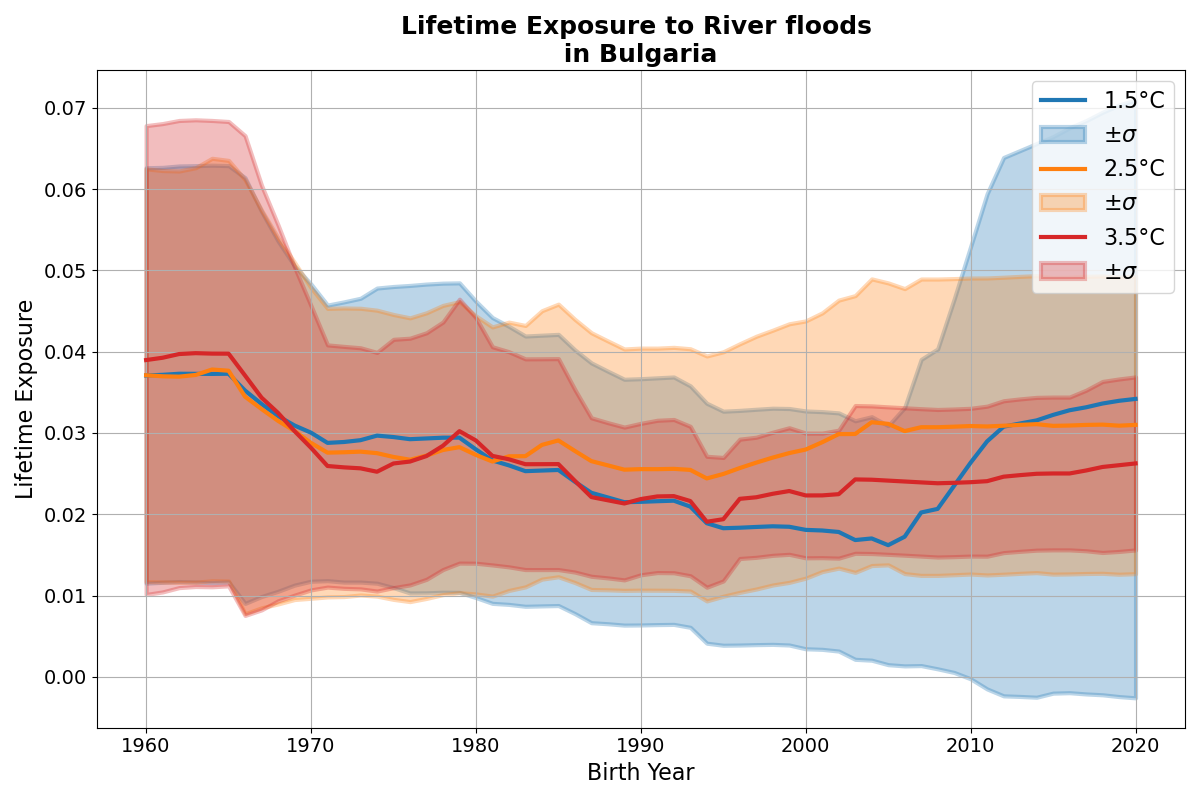 Lifetime Exposure to River floods
in Bulgaria
0.07
0.06
0.05
0.04
0.03
0.02
0.01
0.00
Lifetime Exposure
1.5°C
±σ
2.5°C
±σ
3.5°C
±σ
1960 1970 1980 1990 2000 2010 2020
Birth Year